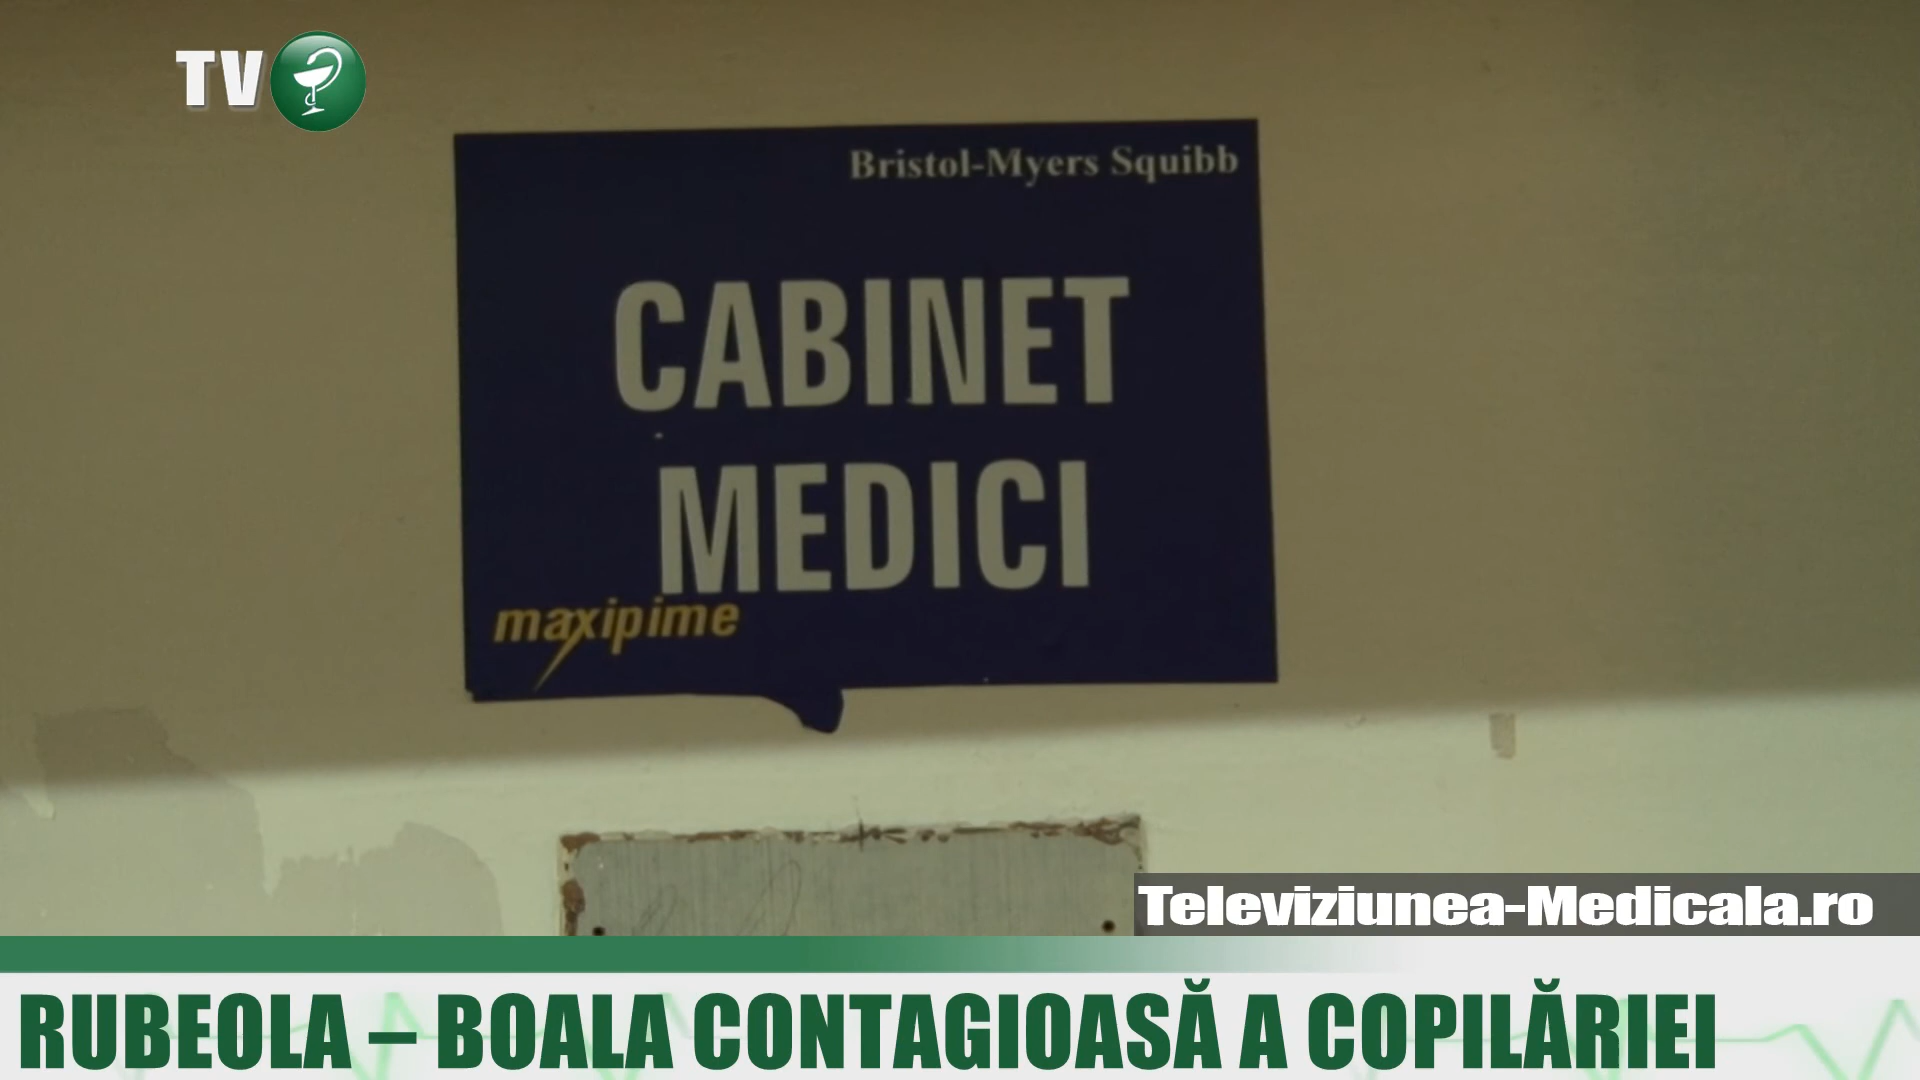 TV
Bristol-Myers Squibb
CABINET
MEDICI
maxipime
Televiziunea-Medicala.ro
RUBEOLA – BOALA CONTAGIOASĂ A COPILĂRIEI